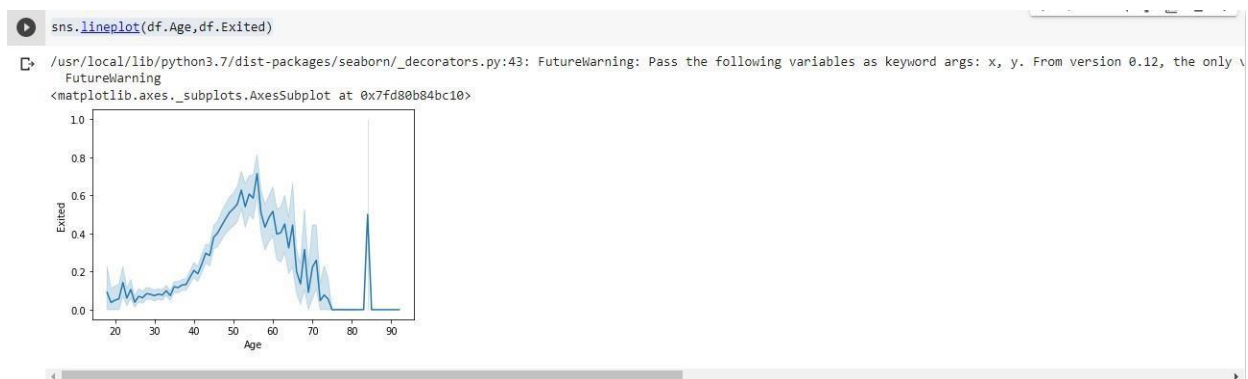 sns.lineplot(df.Age,df.Exited)
/usr/local/lib/python3.7/dist-packages/seaborn/_decorators.py:43: FutureWarning: Pass the following variables as keyword args: x, y. From version 0.12, the only
FutureWarning
<matplotlib.axes._subplots.AxesSubplot at 0x7fd80b84bc10>
1.0
0.8
0.6
0.4
0.2
0.0
Exited
20 30 40 50 60 70 80 90
Age